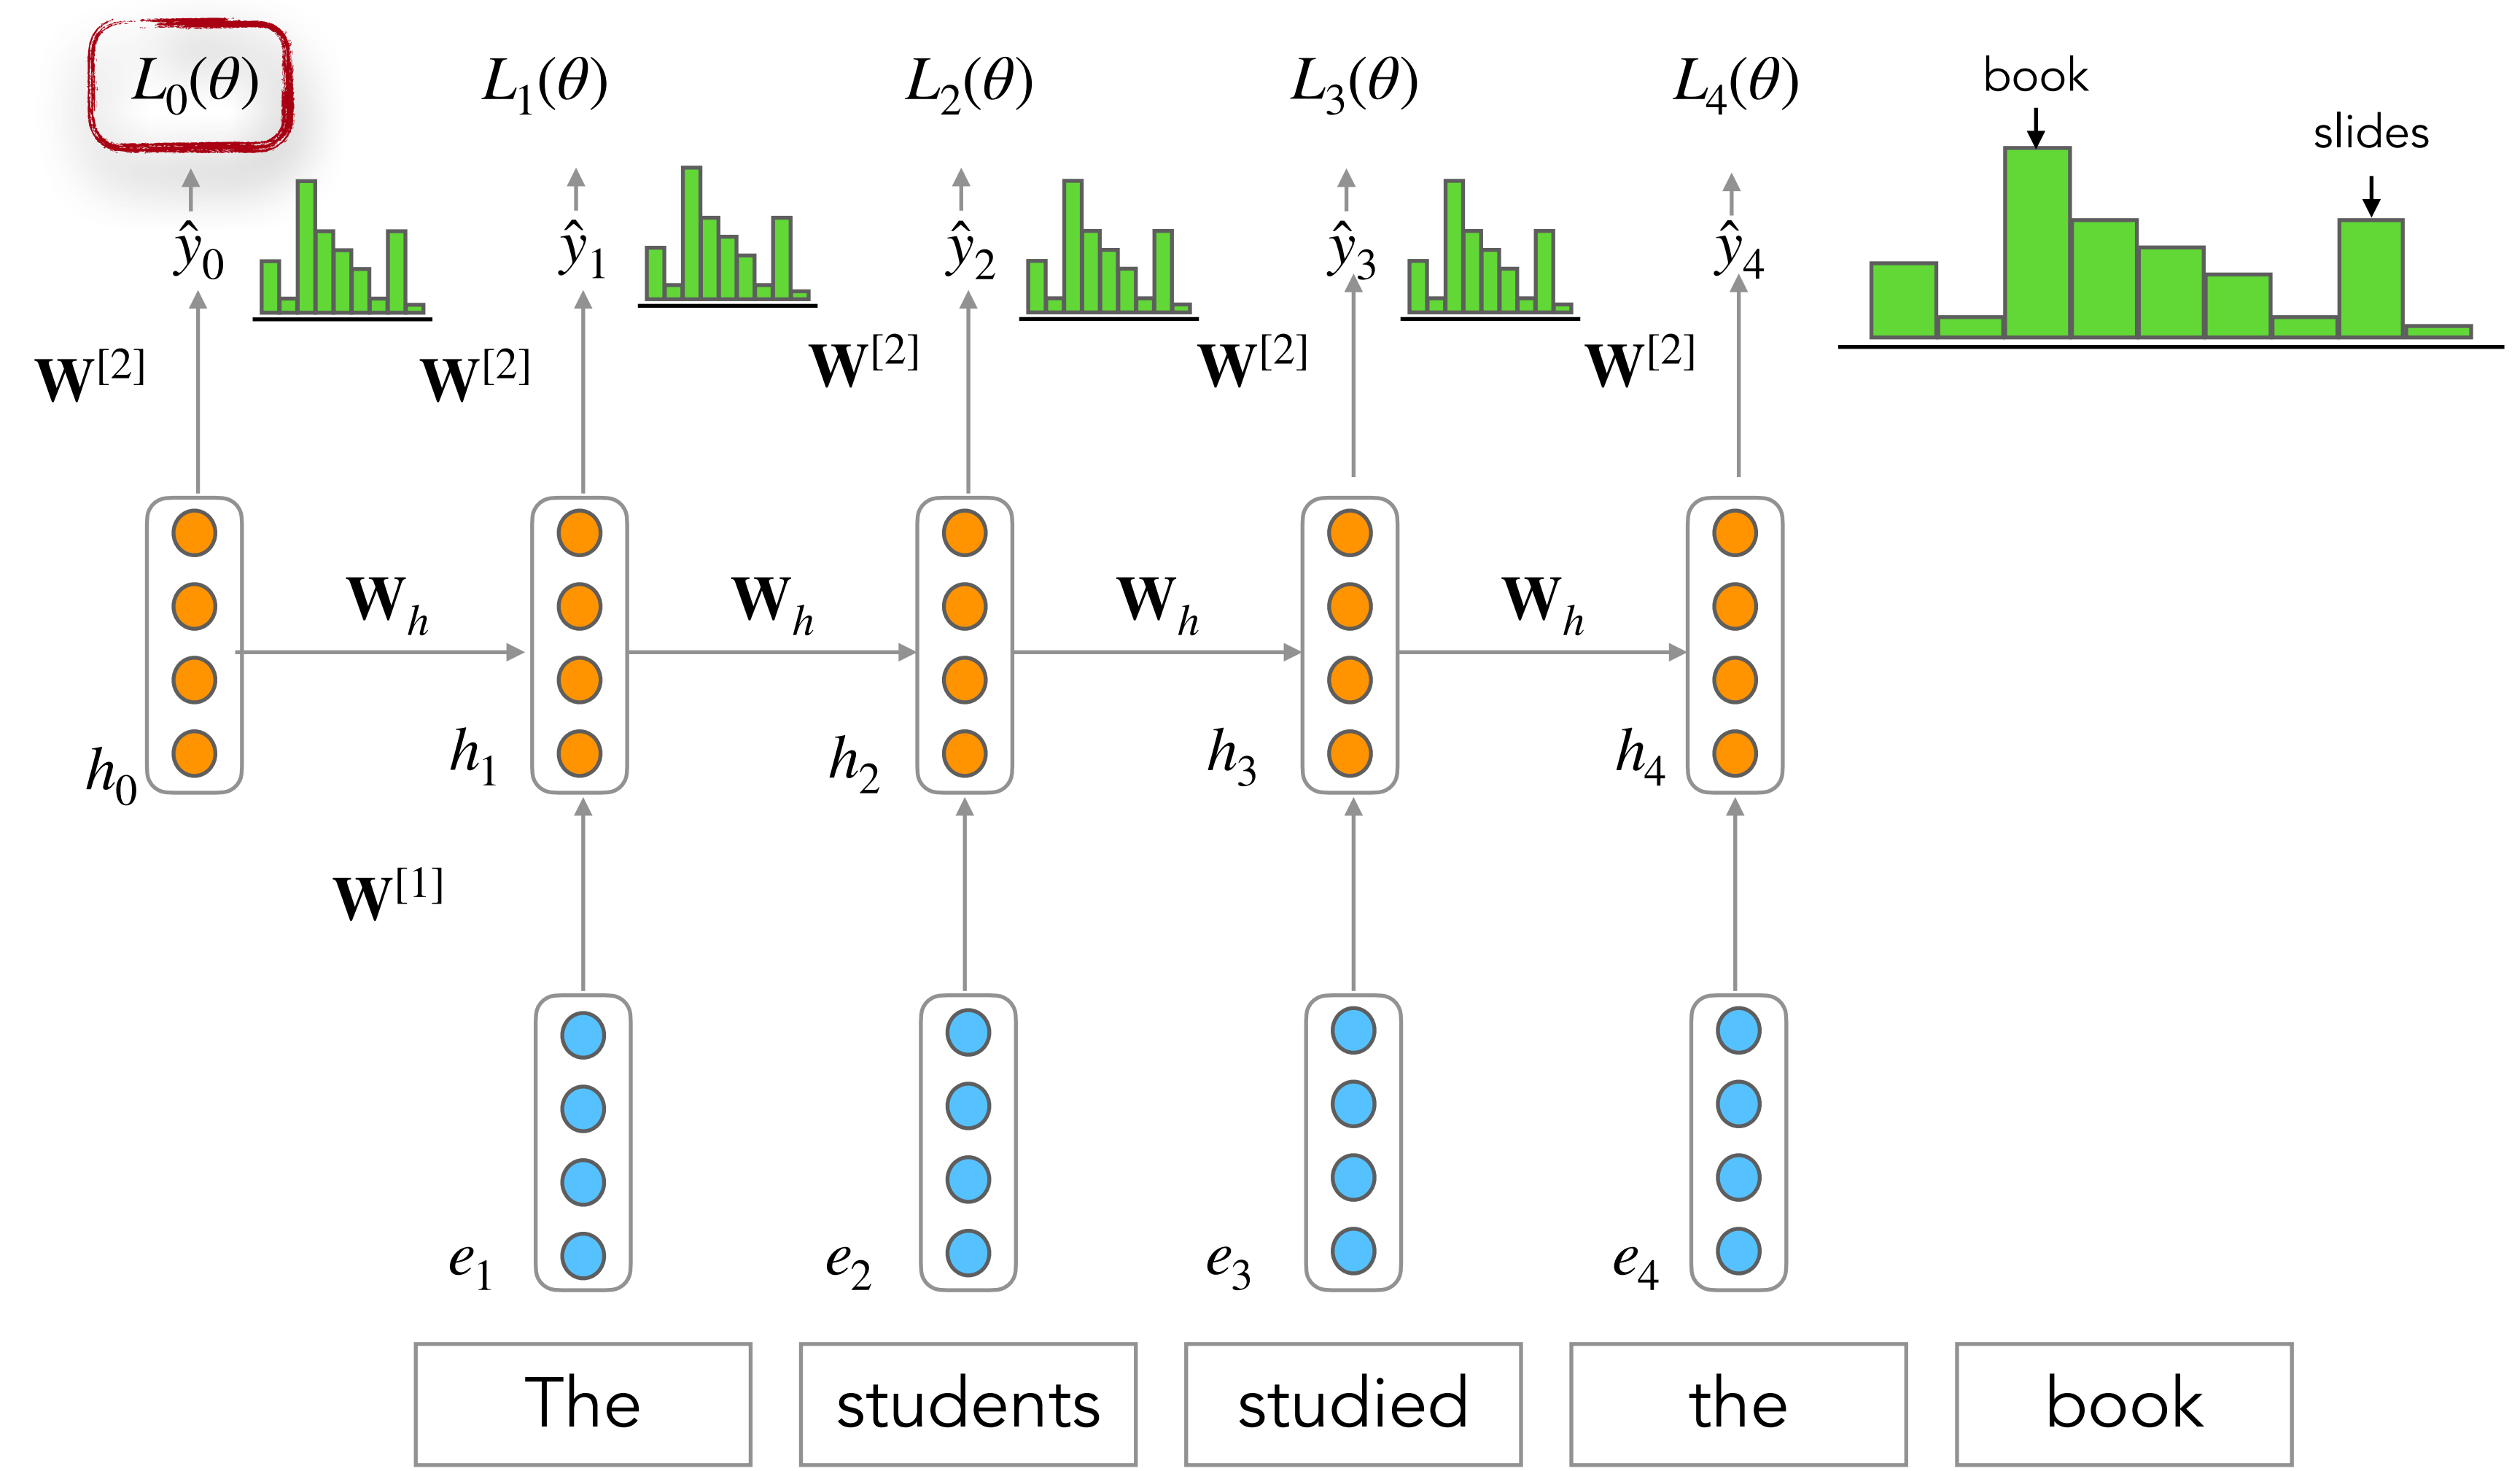 L₀(θ) L₁(θ) L₂(θ) L₃(θ) L₄(θ) book
slides
ŷ₀ ŷ₁ ŷ₂ ŷ₃ ŷ₄
W[2] W[2] W[2] W[2] W[2]
Wₕ Wₕ Wₕ Wₕ
h₀ h₁ h₂ h₃ h₄
W[1]
e₁ e₂ e₃ e₄
The students studied the book